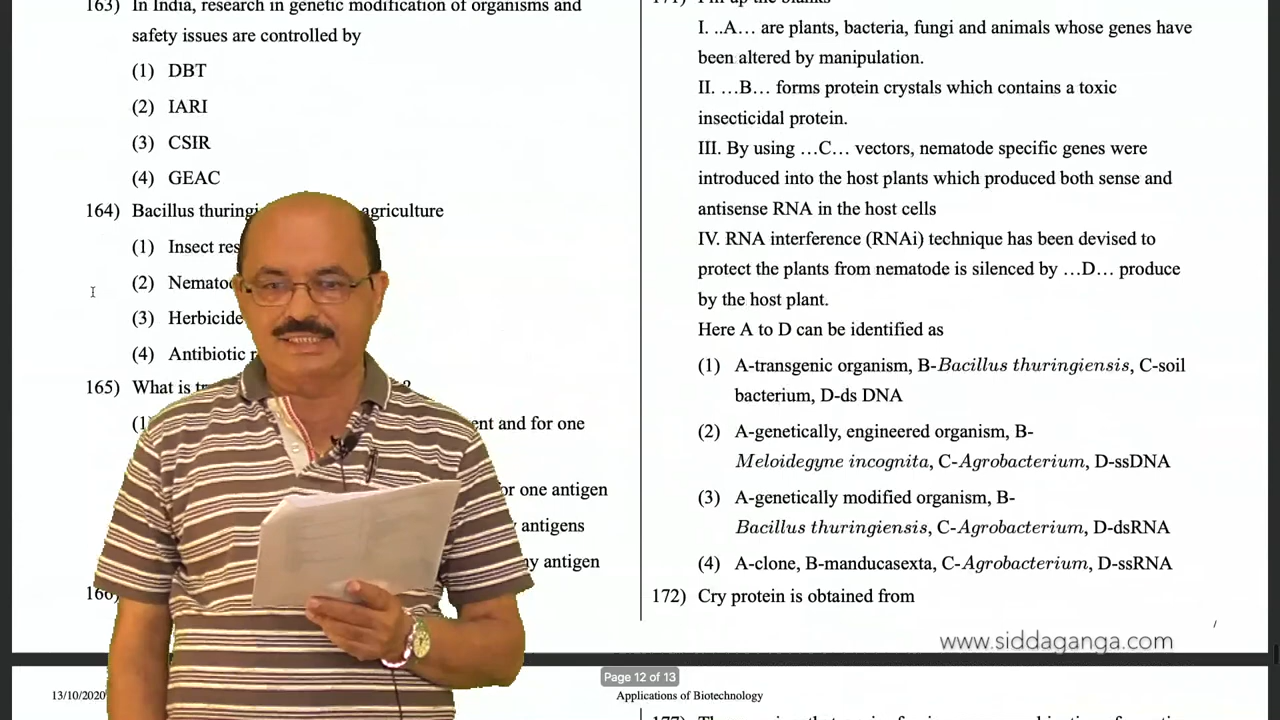 163) In India, research in genetic modification of organisms and
safety issues are controlled by
(1) DBT
(2) IARI
(3) CSIR
(4) GEAC
164) Bacillus agriculture
(1) Insect
(2)
(3) Herbicide
(4) Antibiotic
165) What is ?
and for one
or one antigen
antigens
antigen
I. ..A… are plants, bacteria, fungi and animals whose genes have
been altered by manipulation.
II. …B… forms protein crystals which contains a toxic
insecticidal protein.
III. By using …C… vectors, nematode specific genes were
introduced into the host plants which produced both sense and
antisense RNA in the host cells
IV. RNA interference (RNAi) technique has been devised to
protect the plants from nematode is silenced by …D… produce
by the host plant.
Here A to D can be identified as
(1) A-transgenic organism, B-Bacillus thuringiensis, C-soil
bacterium, D-ds DNA
(2) A-genetically, engineered organism, B-
Meloidegyne incognita, C-Agrobacterium, D-ssDNA
(3) A-genetically modified organism, B-
Bacillus thuringiensis, C-Agrobacterium, D-dsRNA
(4) A-clone, B-manducasexta, C-Agrobacterium, D-ssRNA
172) Cry protein is obtained from
www.siddaganga.com
Page 12 of 13
13/10/2020
Applications of Biotechnology